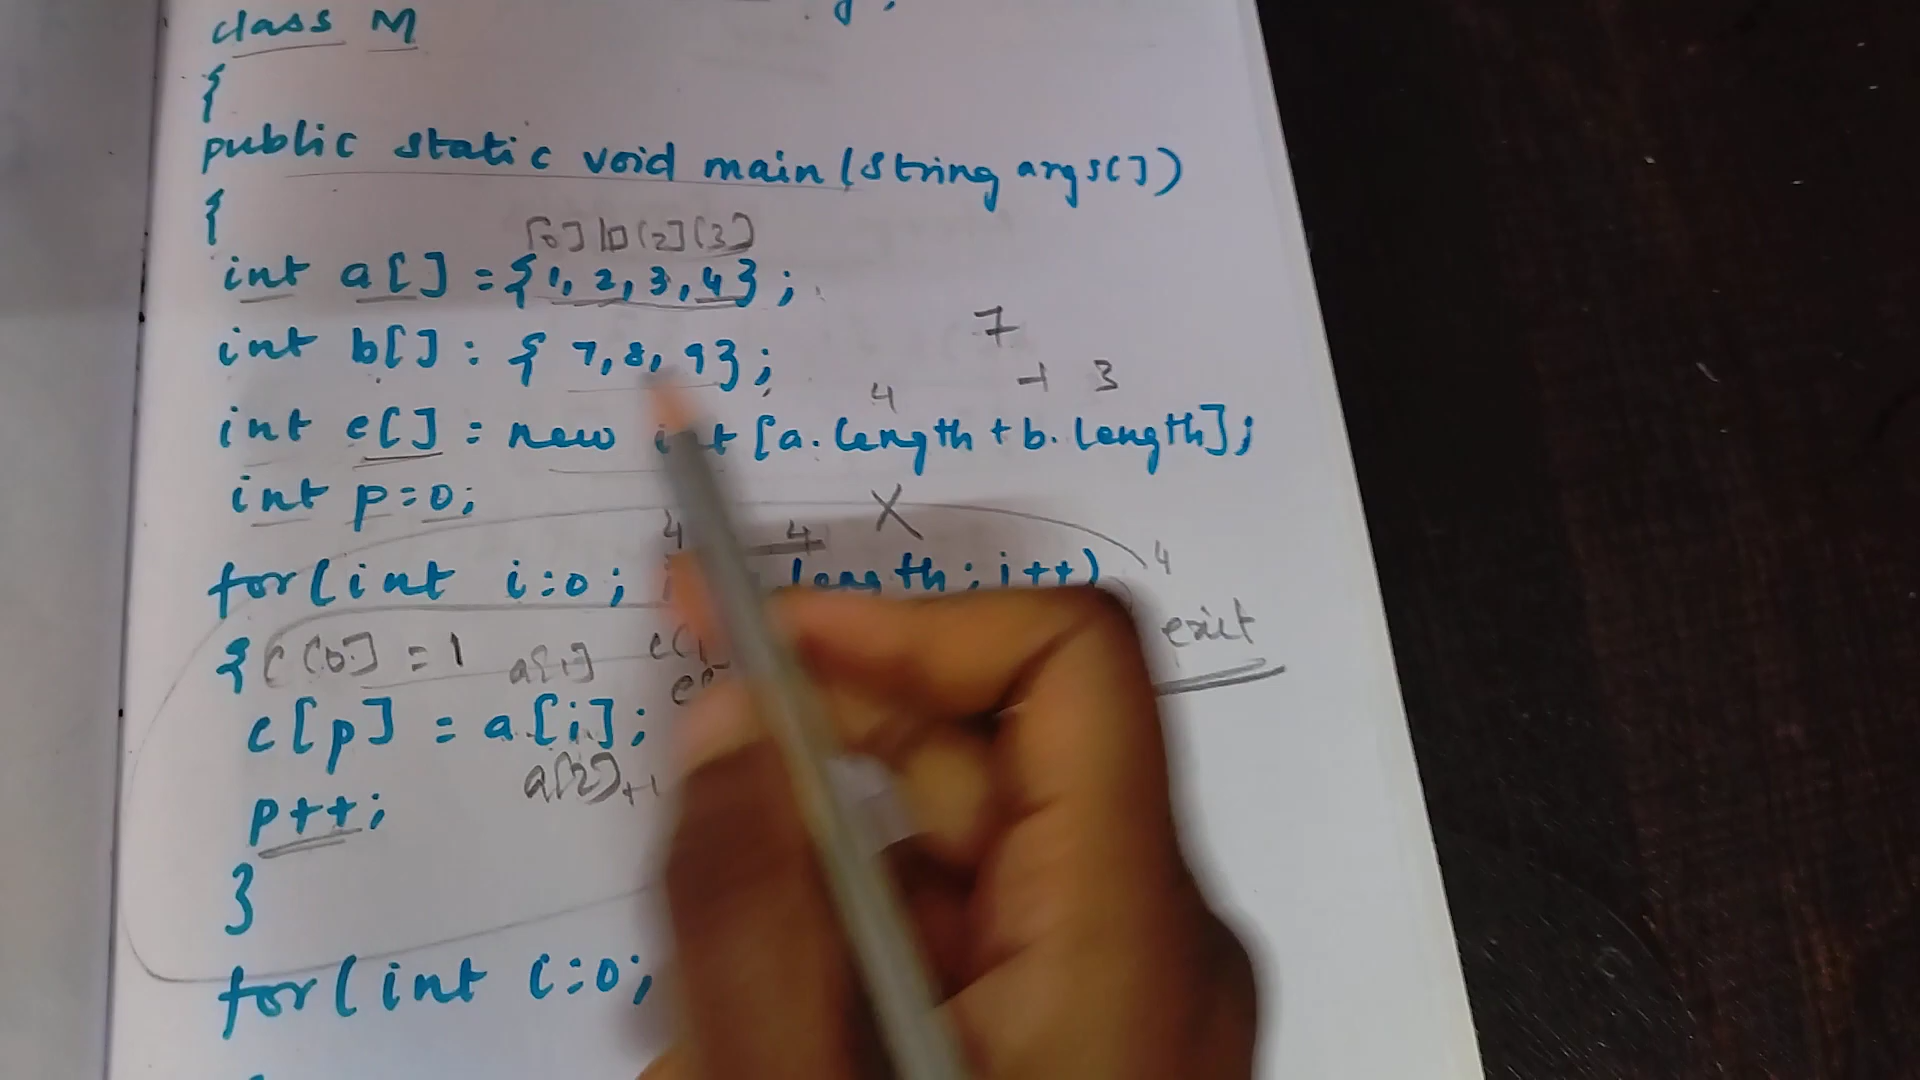 class M
{
public static void main(String args[])
{
[0] [1] [2] [3]
int a[] = {1, 2, 3, 4};
7
int b[] = { 7, 8, 9};
4 + 3
int c[] = new int [a.length + b.length];
int p=0;
4 4 X
for(int i=0; length; i++)
4
exit
{ c[0] = 1 a[1]
c[p] = a[i];
a[2]+1
p++;
}
for(int i=0;